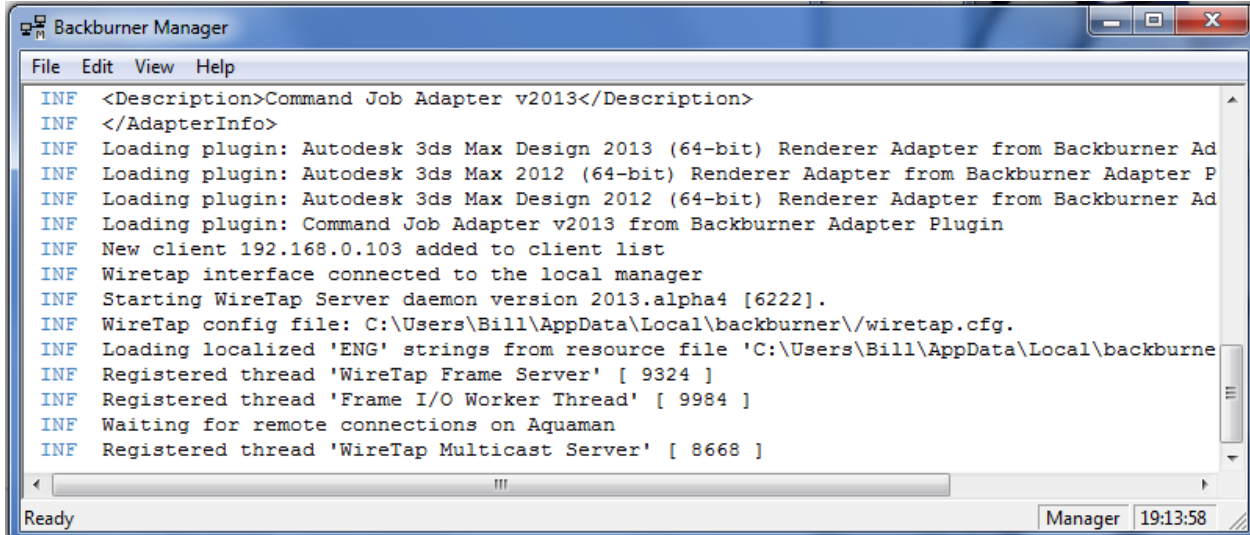 Backburner Manager
File Edit View Help
INF <Description>Command Job Adapter v2013</Description>
INF </AdapterInfo>
INF Loading plugin: Autodesk 3ds Max Design 2013 (64-bit) Renderer Adapter from Backburner Ad
INF Loading plugin: Autodesk 3ds Max 2012 (64-bit) Renderer Adapter from Backburner Adapter P
INF Loading plugin: Autodesk 3ds Max Design 2012 (64-bit) Renderer Adapter from Backburner Ad
INF Loading plugin: Command Job Adapter v2013 from Backburner Adapter Plugin
INF New client 192.168.0.103 added to client list
INF Wiretap interface connected to the local manager
INF Starting WireTap Server daemon version 2013.alpha4 [6222].
INF WireTap config file: C:\Users\Bill\AppData\Local\backburner\/wiretap.cfg.
INF Loading localized 'ENG' strings from resource file 'C:\Users\Bill\AppData\Local\backburne
INF Registered thread 'WireTap Frame Server' [ 9324 ]
INF Registered thread 'Frame I/O Worker Thread' [ 9984 ]
INF Waiting for remote connections on Aquaman
INF Registered thread 'WireTap Multicast Server' [ 8668 ]
Ready Manager 19:13:58